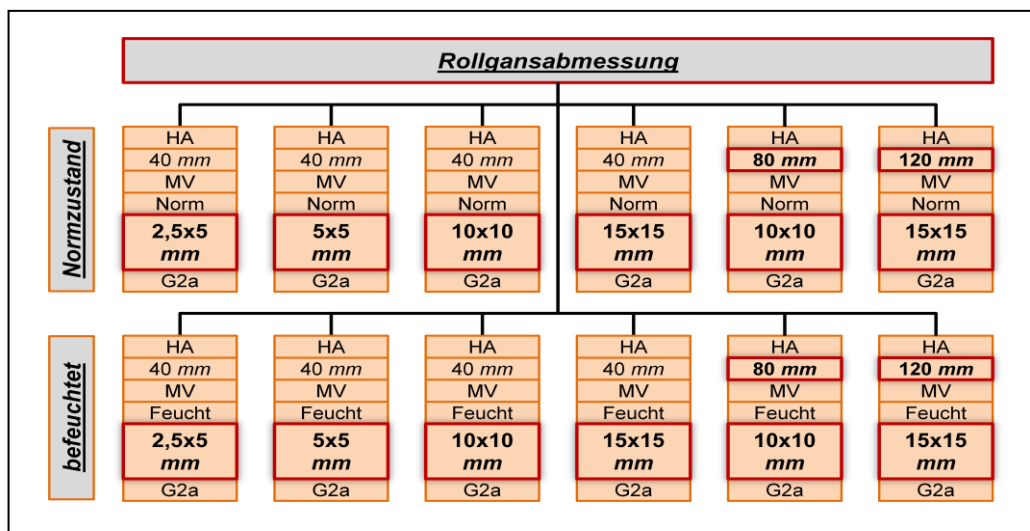 Rollgansabmessung
Normzustand
HA HA HA HA HA HA
40 mm 40 mm 40 mm 40 mm 80 mm 120 mm
MV MV MV MV MV MV
Norm Norm Norm Norm Norm Norm
2,5x5 5x5 10x10 15x15 10x10 15x15
mm mm mm mm mm mm
G2a G2a G2a G2a G2a G2a
befeuchtet
HA HA HA HA HA HA
40 mm 40 mm 40 mm 40 mm 80 mm 120 mm
MV MV MV MV MV MV
Feucht Feucht Feucht Feucht Feucht Feucht
2,5x5 5x5 10x10 15x15 10x10 15x15
mm mm mm mm mm mm
G2a G2a G2a G2a G2a G2a